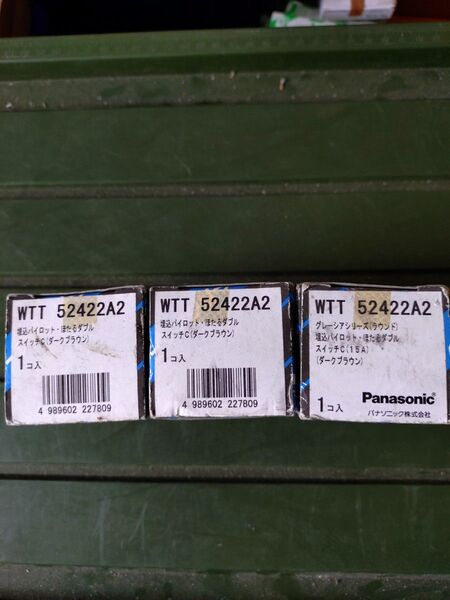 WTT 52422A2
埋込パイロット・ほたるダブル
スイッチC(ダークブラウン)
1コ入
4 989602 227809
WTT 52422A2
埋込パイロット・ほたるダブル
スイッチC(ダークブラウン)
1コ入
4 989602 227809
WTT 52422A2
グレーシアシリーズ(ラウンド)
埋込パイロット・ほたるダブル
スイッチC(15A)
(ダークブラウン)
Panasonic
1コ入
パナソニック株式会社